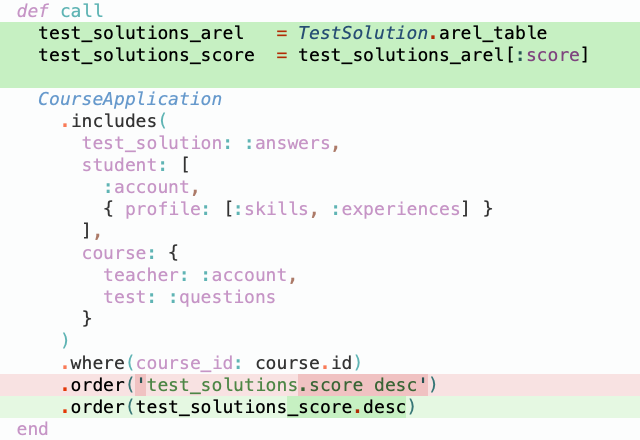 def call
  test_solutions_arel   = TestSolution.arel_table
  test_solutions_score  = test_solutions_arel[:score]

  CourseApplication
    .includes(
      test_solution: :answers,
      student: [
        :account,
        { profile: [:skills, :experiences] }
      ],
      course: {
        teacher: :account,
        test: :questions
      }
    )
    .where(course_id: course.id)
    .order('test_solutions.score desc')
    .order(test_solutions_score.desc)
end